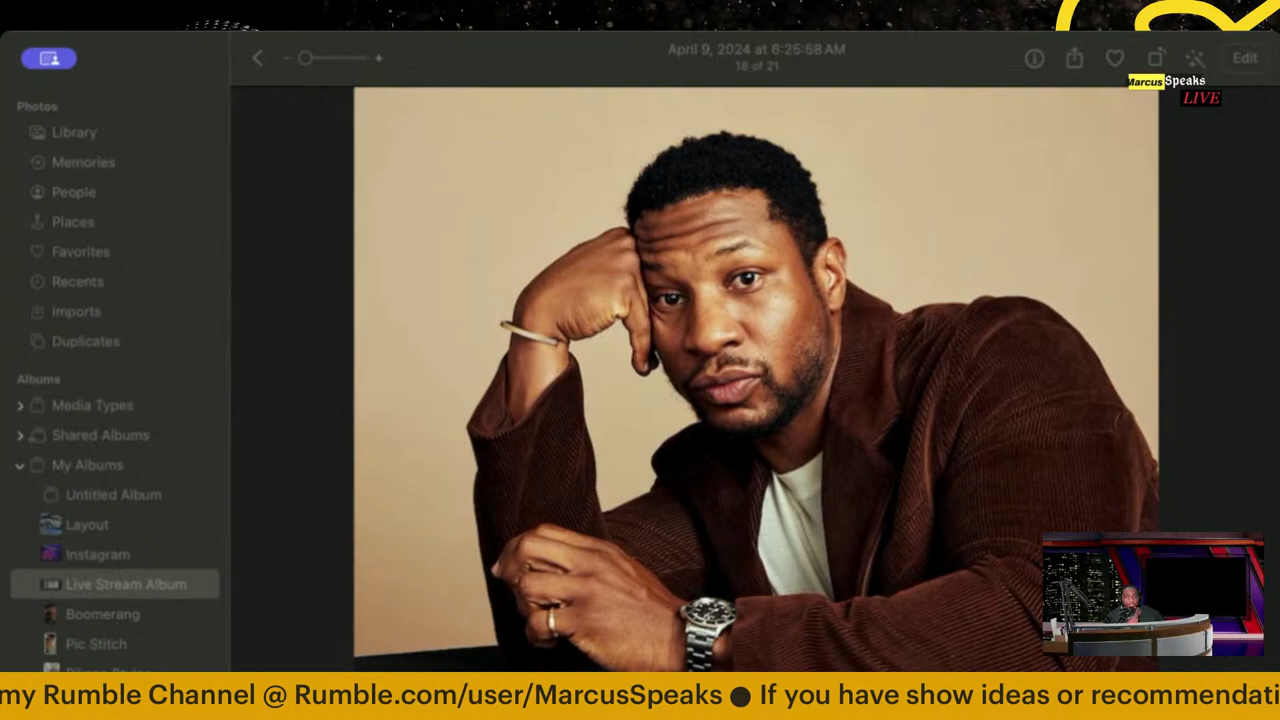 April 9, 2024 at 6:25:58 AM
18 of 21
Edit
Marcus Speaks
LIVE
Photos
Library
Memories
People
Places
Favorites
Recents
Imports
Duplicates
Albums
Media Types
Shared Albums
My Albums
Untitled Album
Layout
Instagram
Live Stream Album
Boomerang
Pic Stitch
my Rumble Channel @ Rumble.com/user/MarcusSpeaks ● If you have show ideas or recommendati